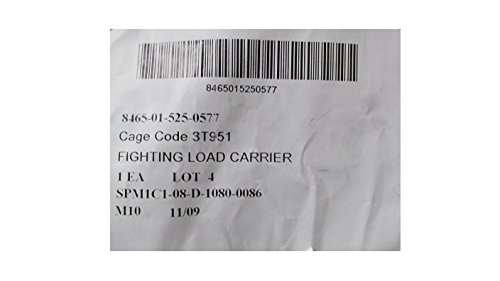 8465015250577
8465-01-525-0577
Cage Code 3T951
FIGHTING LOAD CARRIER
1 EA LOT 4
SPM1C1-08-D-1080-0086
M10 11/09